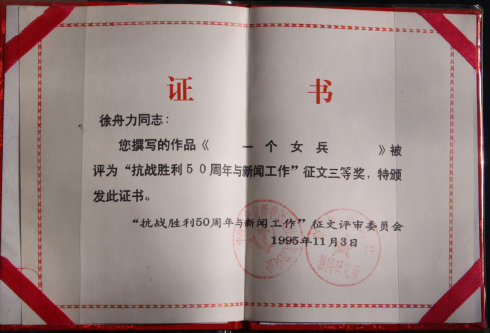 证 书
徐舟力同志：
您撰写的作品《 一个女兵 》被
评为“抗战胜利50周年与新闻工作”征文三等奖，特颁
发此证书。
“抗战胜利50周年与新闻工作”征文评审委员会
1995年11月3日